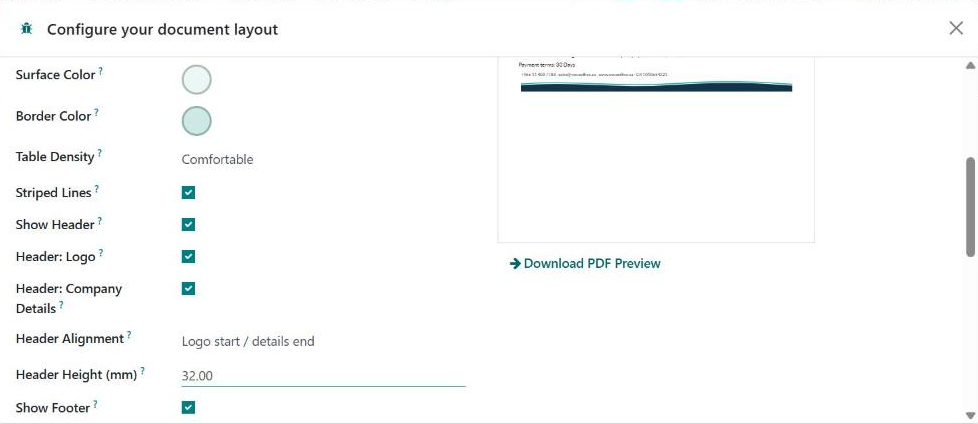 Configure your document layout
Surface Color ?
Payment terms: 30 Days
Border Color ?
Table Density ?
Comfortable
Striped Lines ?
Show Header ?
Header: Logo ?
→ Download PDF Preview
Header: Company
Details ?
Header Alignment ?
Logo start / details end
Header Height (mm) ?
32.00
Show Footer ?